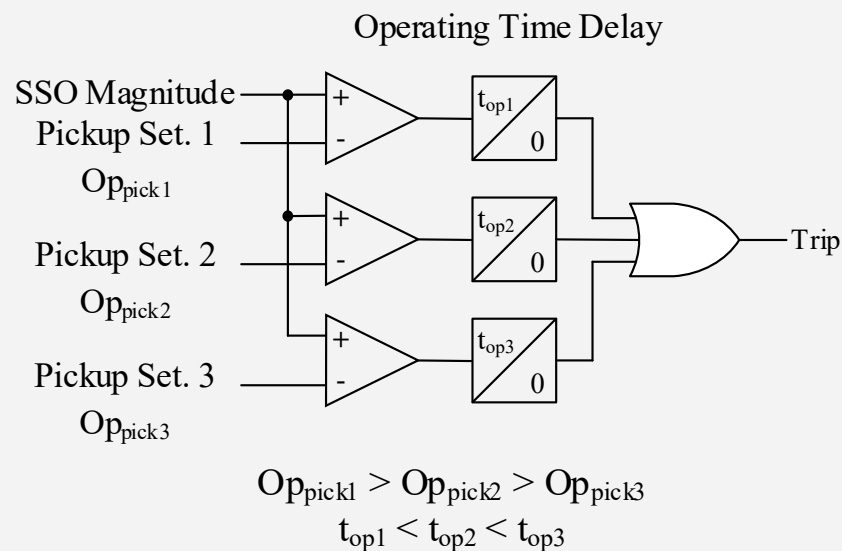 Operating Time Delay
SSO Magnitude
+
-
t_op1
0
Pickup Set. 1
Op_pick1
+
-
t_op2
0
Trip
Pickup Set. 2
Op_pick2
+
-
t_op3
0
Pickup Set. 3
Op_pick3
Op_pick1 > Op_pick2 > Op_pick3
t_op1 < t_op2 < t_op3